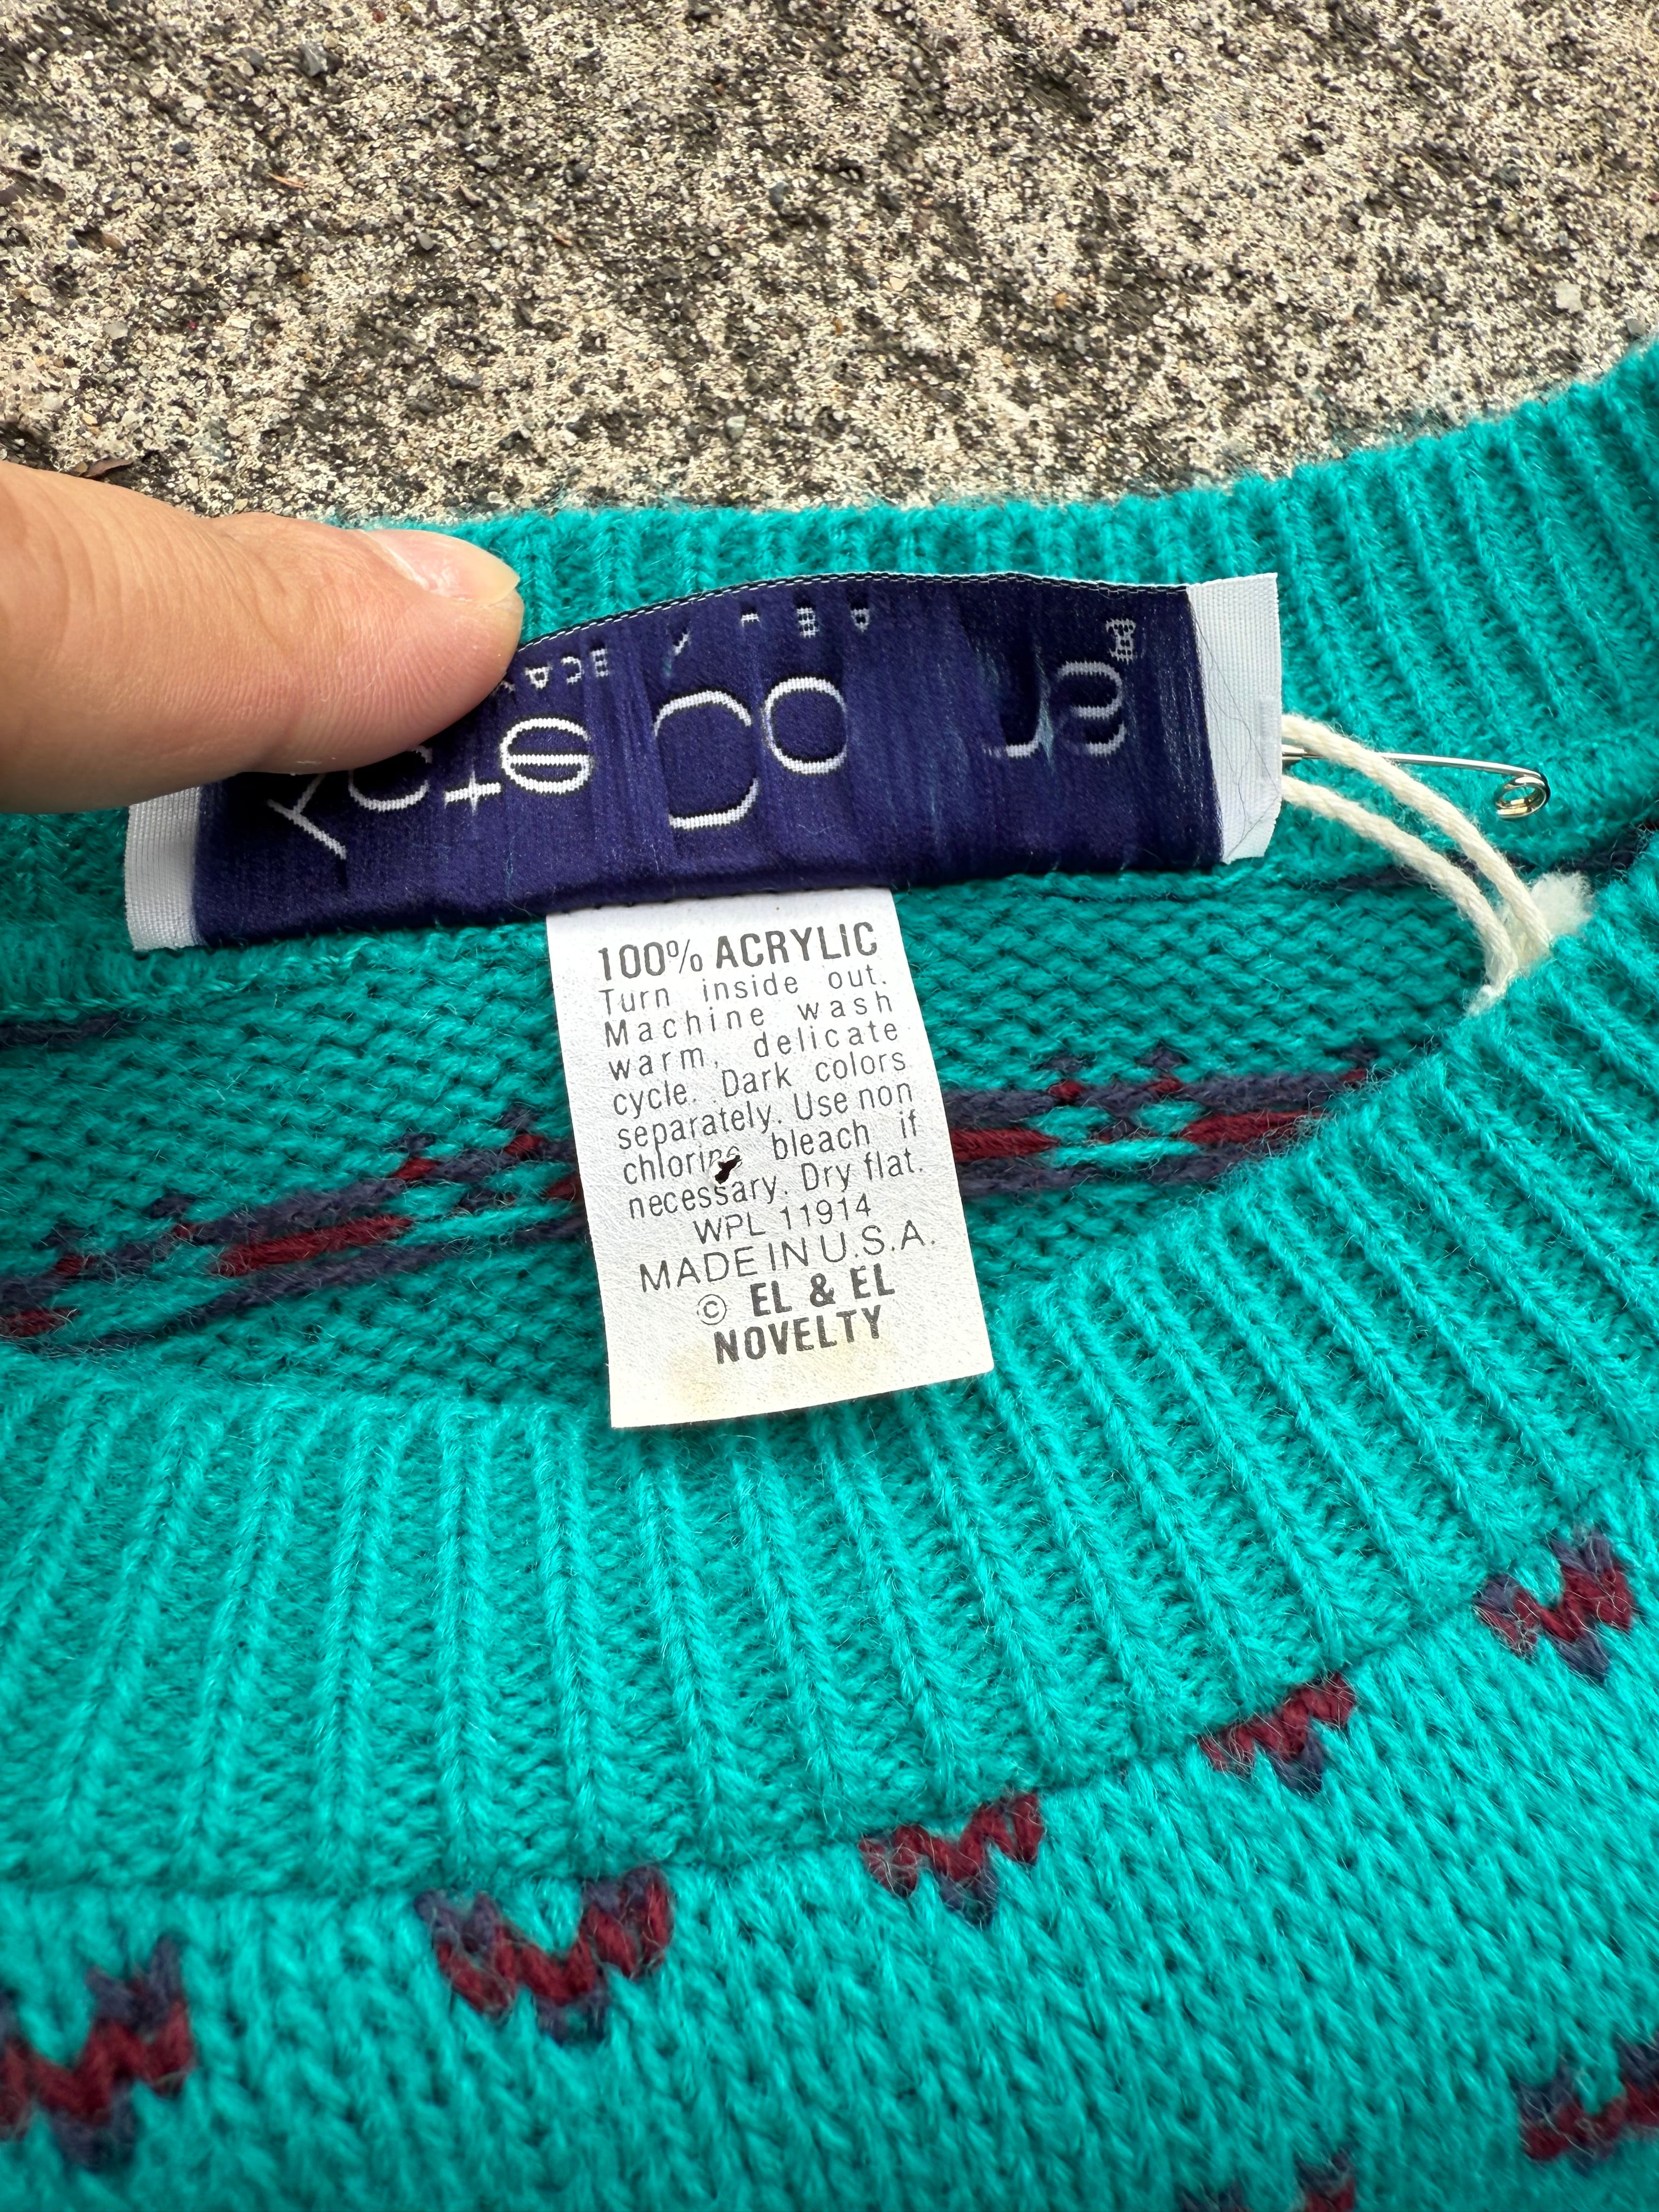 100% ACRYLIC
Turn inside out.
Machine wash
warm, delicate
cycle. Dark colors
separately. Use non
chlorine bleach if
necessary. Dry flat.
WPL 11914
MADE IN U.S.A.
© EL & EL
NOVELTY